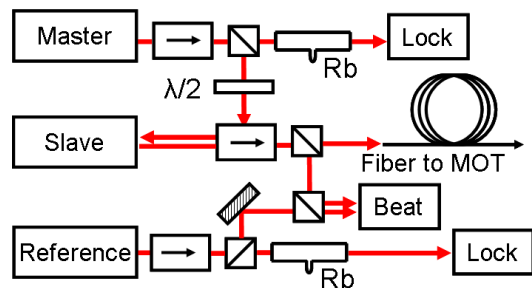 Master
Lock
Rb
λ/2
Slave
Fiber to MOT
Beat
Reference
Lock
Rb